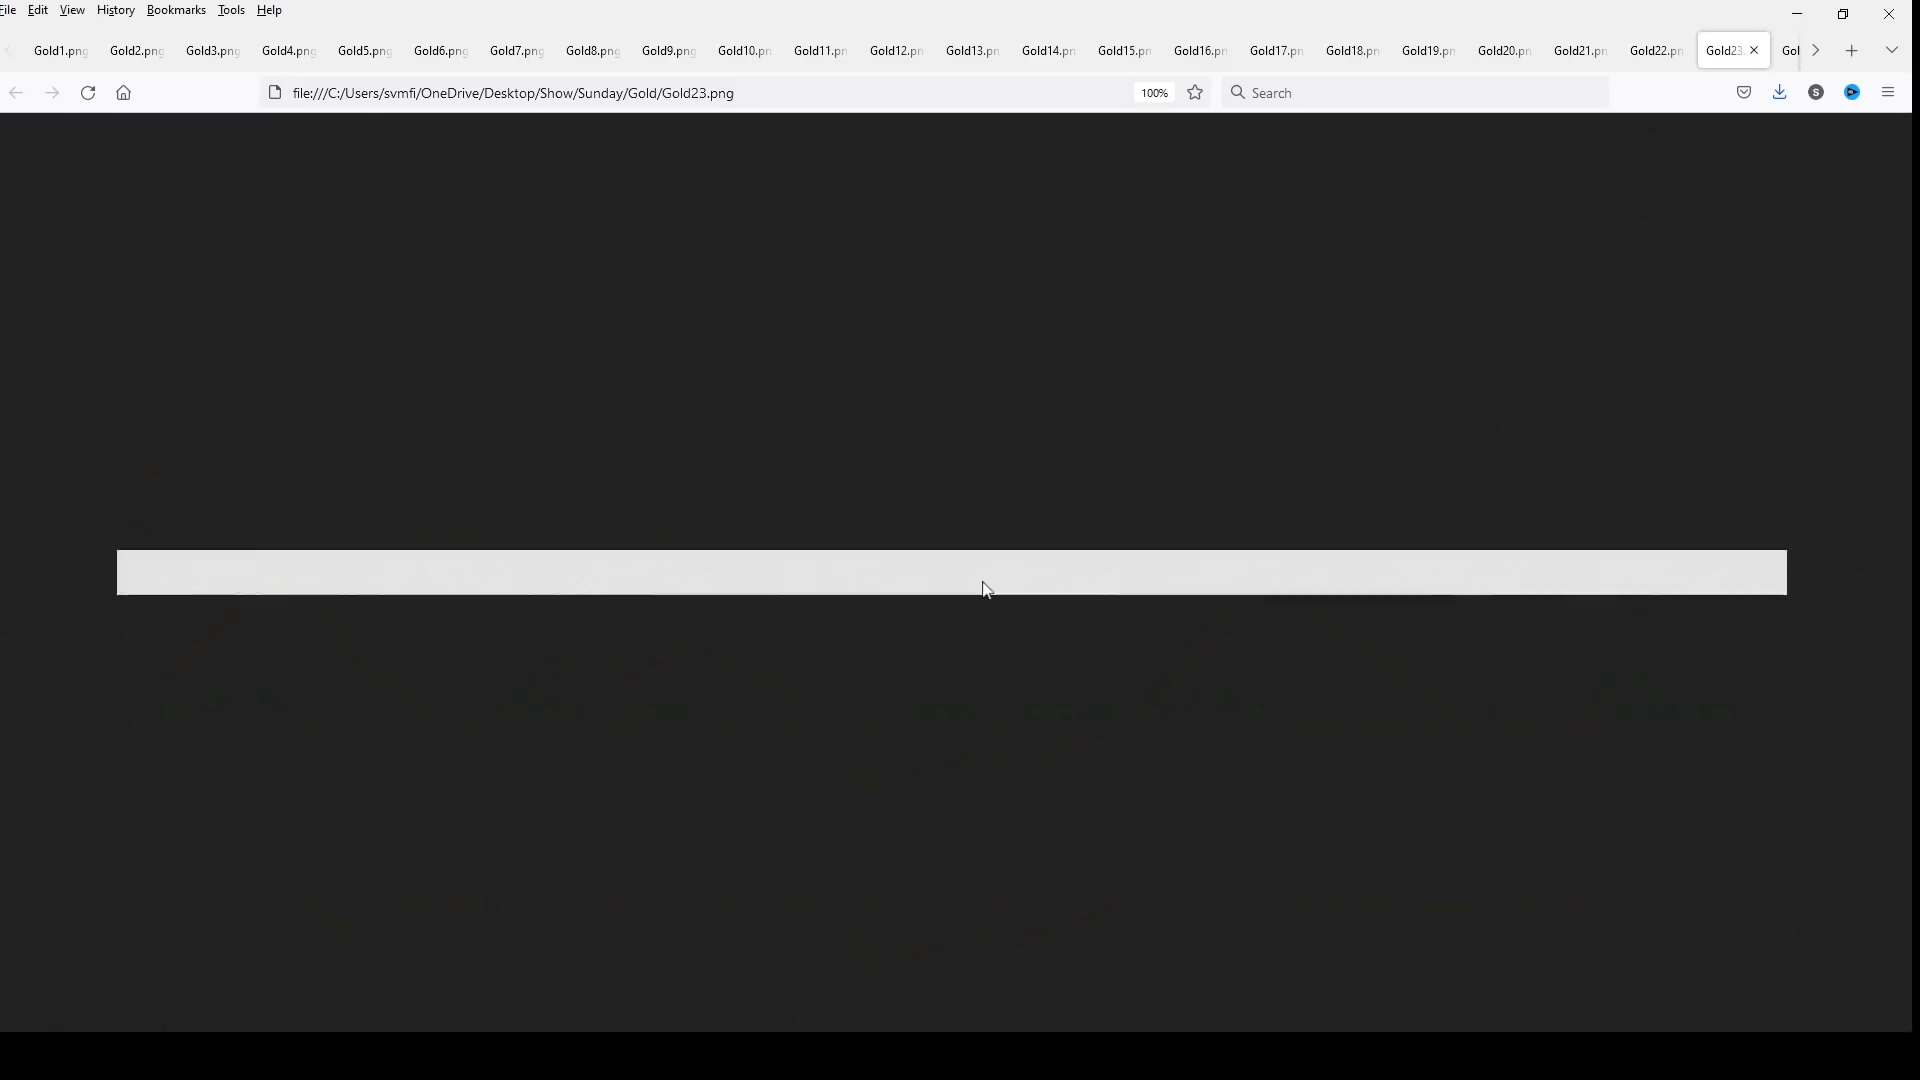 File Edit View History Bookmarks Tools Help
Gold1.png Gold2.png Gold3.png Gold4.png Gold5.png Gold6.png Gold7.png Gold8.png Gold9.png Gold10.pn Gold11.pn Gold12.pn Gold13.pn Gold14.pn Gold15.pn Gold16.pn Gold17.pn Gold18.pn Gold19.pn Gold20.pn Gold21.pn Gold22.pn Gold23. Gol
file:///C:/Users/svmfi/OneDrive/Desktop/Show/Sunday/Gold/Gold23.png 100% Search S